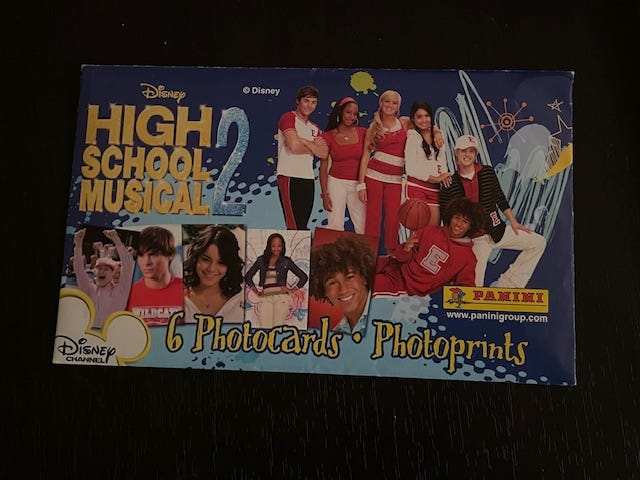 Disney
© Disney
HIGH
SCHOOL
MUSICAL 2
E
E
E
WILDCATS
PANINI
www.paninigroup.com
6 Photocards • Photoprints
Disney
CHANNEL